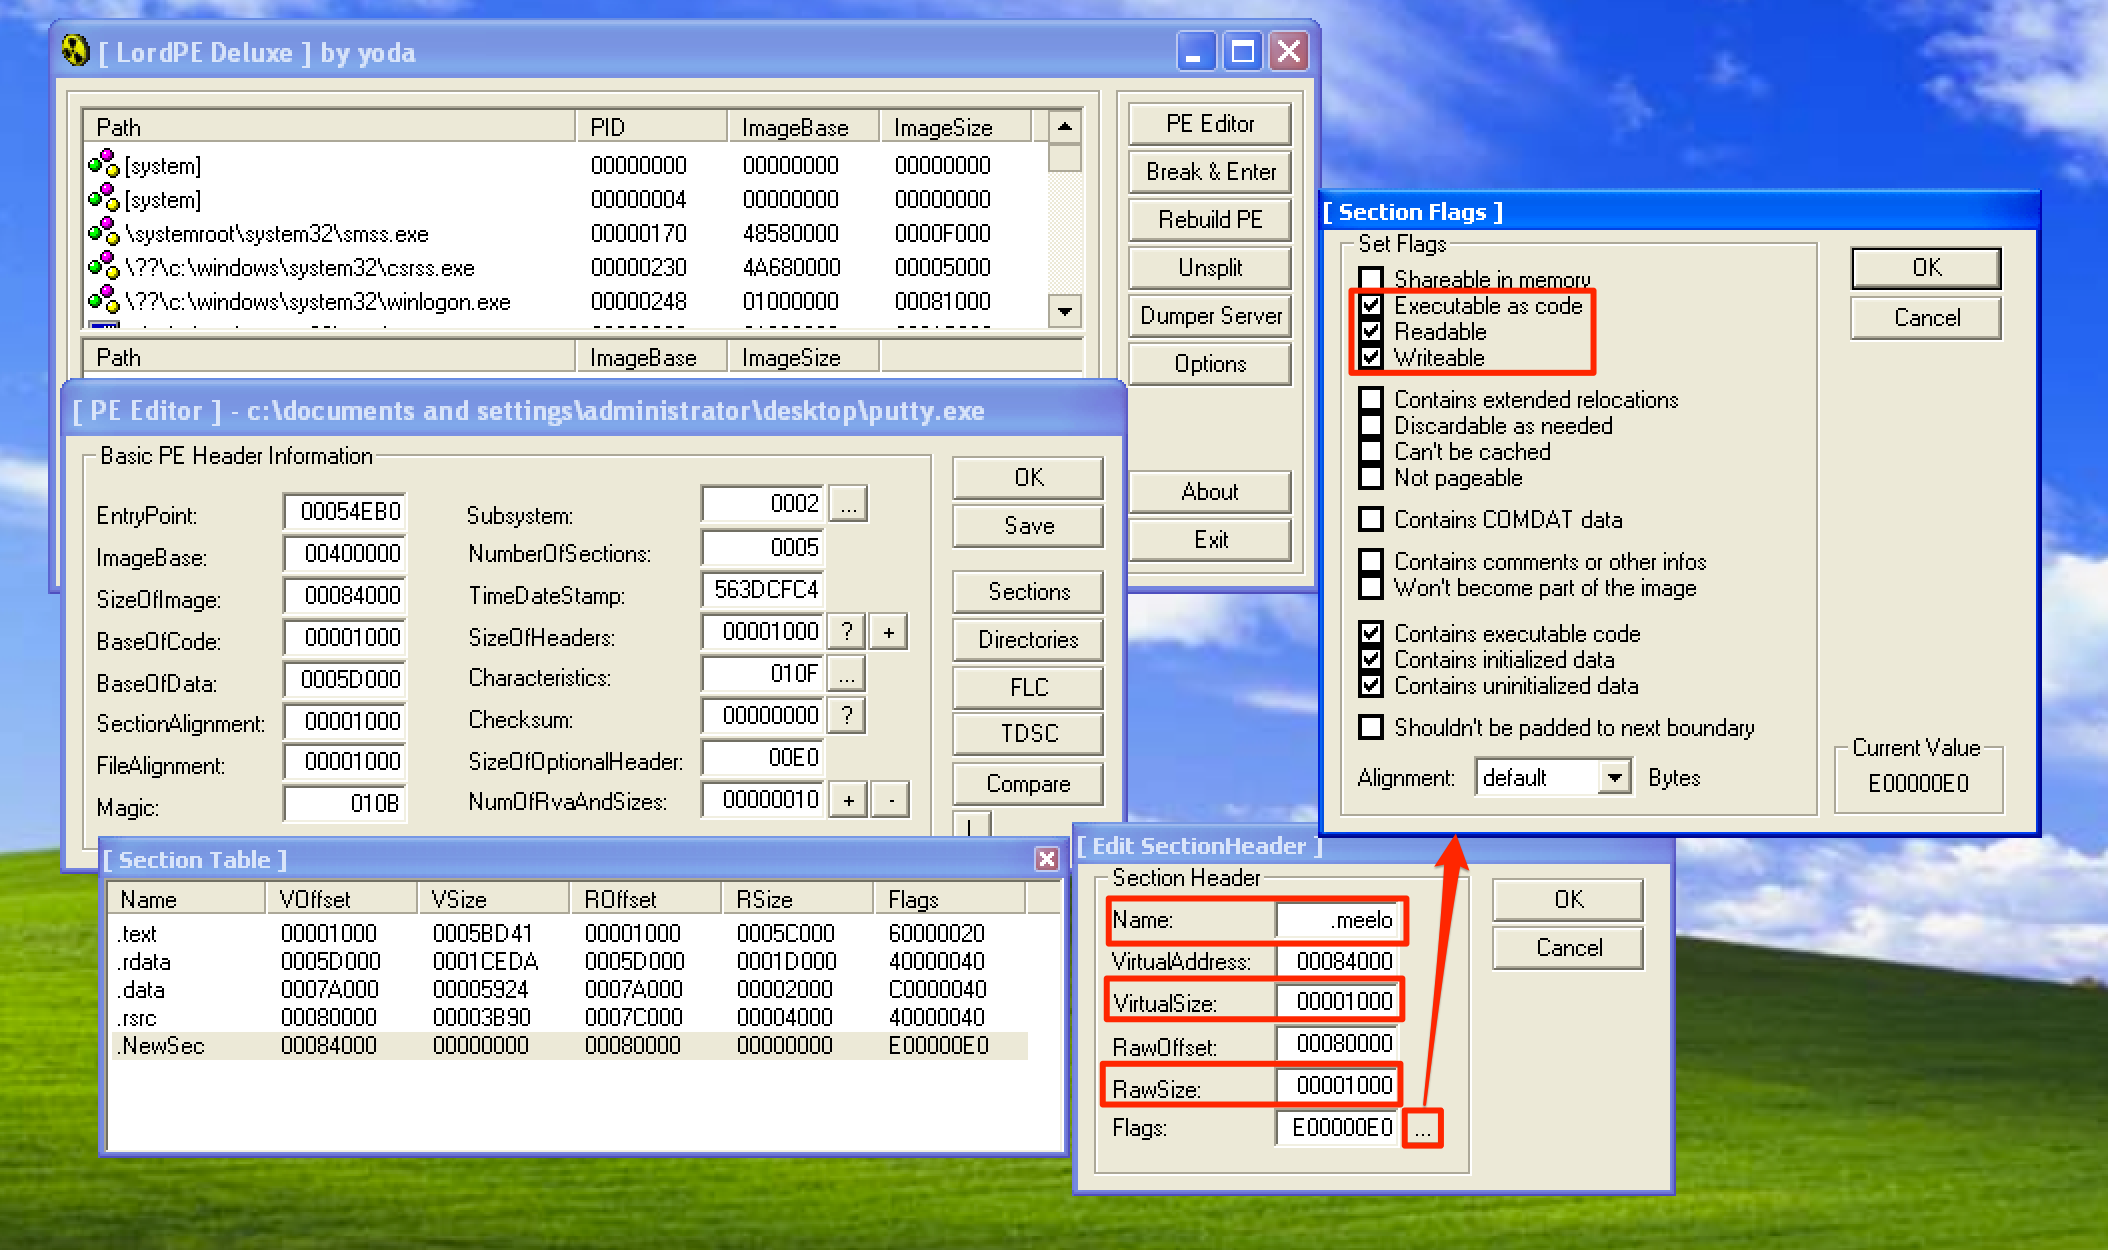 [ LordPE Deluxe ] by yoda
Path PID ImageBase ImageSize
[system] 00000000 00000000 00000000
[system] 00000004 00000000 00000000
\systemroot\system32\smss.exe 00000170 48580000 0000F000
\??\c:\windows\system32\csrss.exe 00000230 4A680000 00005000
\??\c:\windows\system32\winlogon.exe 00000248 01000000 00081000
Path ImageBase ImageSize
PE Editor
Break & Enter
Rebuild PE
Unsplit
Dumper Server
Options
About
Exit
[ PE Editor ] - c:\documents and settings\administrator\desktop\putty.exe
Basic PE Header Information
EntryPoint: 00054EB0 Subsystem: 0002 ...
ImageBase: 00400000 NumberOfSections: 0005
SizeOfImage: 00084000 TimeDateStamp: 563DCFC4
BaseOfCode: 00001000 SizeOfHeaders: 00001000 ? +
BaseOfData: 0005D000 Characteristics: 010F ...
SectionAlignment: 00001000 Checksum: 00000000 ?
FileAlignment: 00001000 SizeOfOptionalHeader: 00E0
Magic: 010B NumOfRvaAndSizes: 00000010 + -
OK
Save
Sections
Directories
FLC
TDSC
Compare
[ Section Table ]
Name VOffset VSize ROffset RSize Flags
.text 00001000 0005BD41 00001000 0005C000 60000020
.rdata 0005D000 0001CEDA 0005D000 0001D000 40000040
.data 0007A000 00005924 0007A000 00002000 C0000040
.rsrc 00080000 00003B90 0007C000 00004000 40000040
.NewSec 00084000 00000000 00080000 00000000 E00000E0
[ Edit SectionHeader ]
Section Header
Name: .meelo
VirtualAddress: 00084000
VirtualSize: 00001000
RawOffset: 00080000
RawSize: 00001000
Flags: E00000E0 ...
OK
Cancel
[ Section Flags ]
Set Flags
Shareable in memory
Executable as code
Readable
Writeable
Contains extended relocations
Discardable as needed
Can't be cached
Not pageable
Contains COMDAT data
Contains comments or other infos
Won't become part of the image
Contains executable code
Contains initialized data
Contains uninitialized data
Shouldn't be padded to next boundary
Alignment: default Bytes
OK
Cancel
Current Value
E00000E0